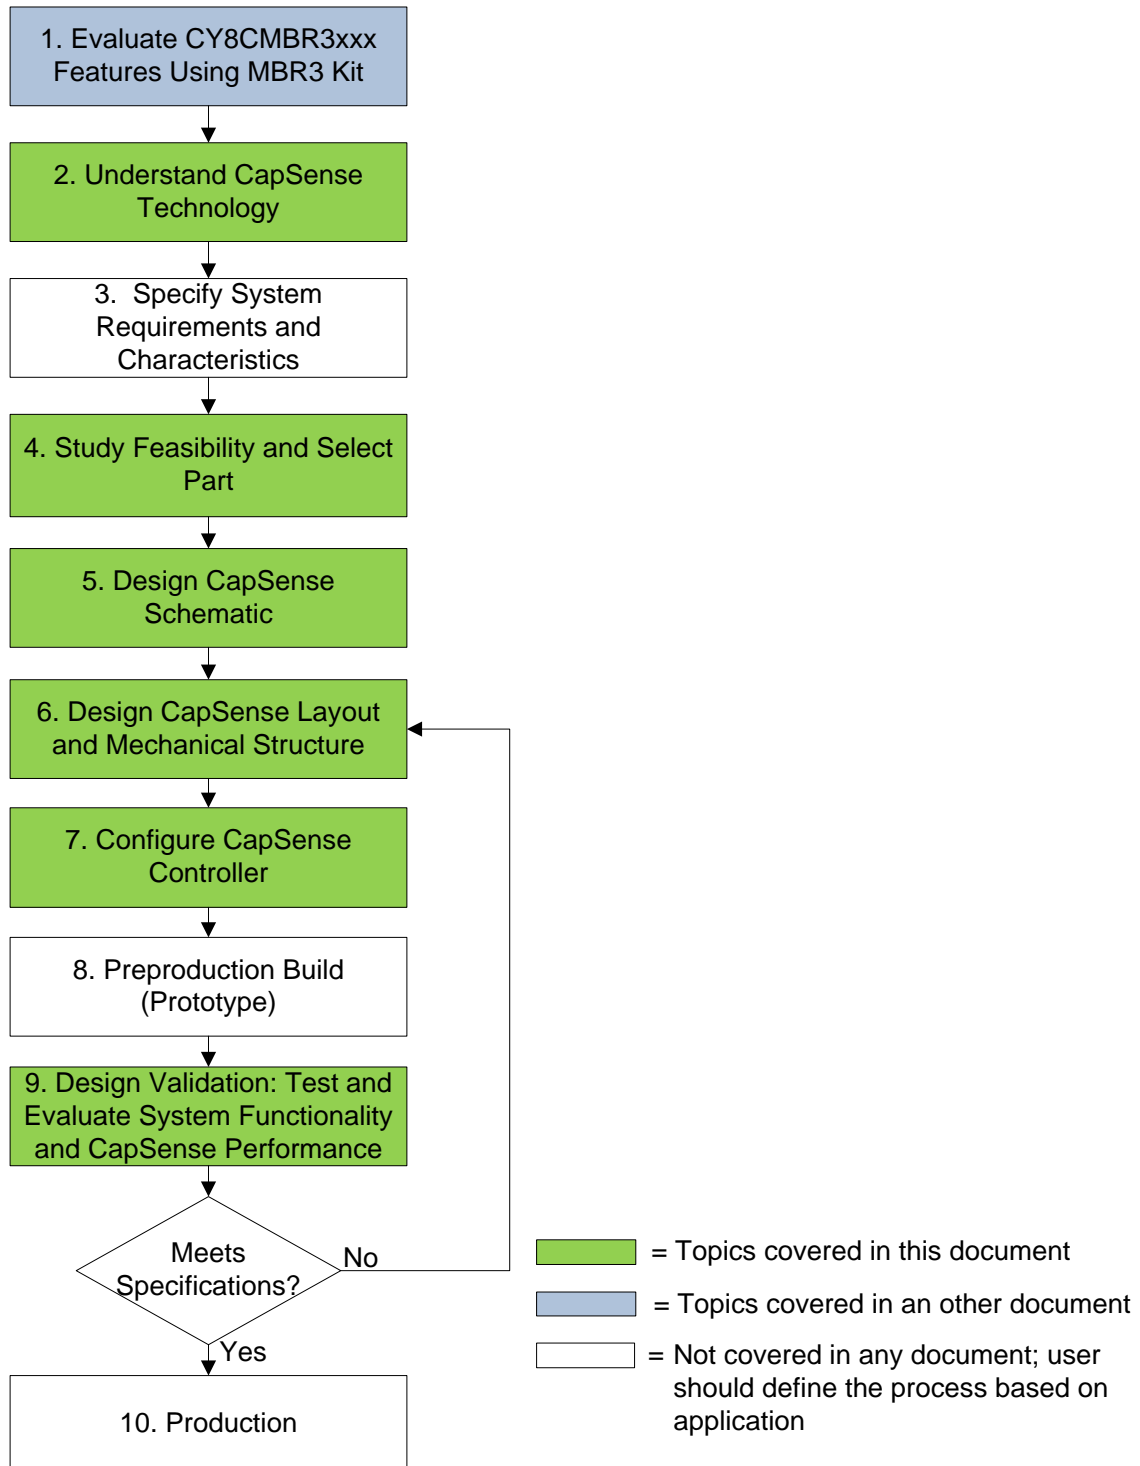 1. Evaluate CY8CMBR3xxx
Features Using MBR3 Kit
2. Understand CapSense
Technology
3.  Specify System
Requirements and
Characteristics
4. Study Feasibility and Select
Part
5. Design CapSense
Schematic
6. Design CapSense Layout
and Mechanical Structure
7. Configure CapSense
Controller
8. Preproduction Build
(Prototype)
9. Design Validation: Test and
Evaluate System Functionality
and CapSense Performance
Meets
Specifications?
No
Yes
10. Production
= Topics covered in this document
= Topics covered in an other document
= Not covered in any document; user
should define the process based on
application